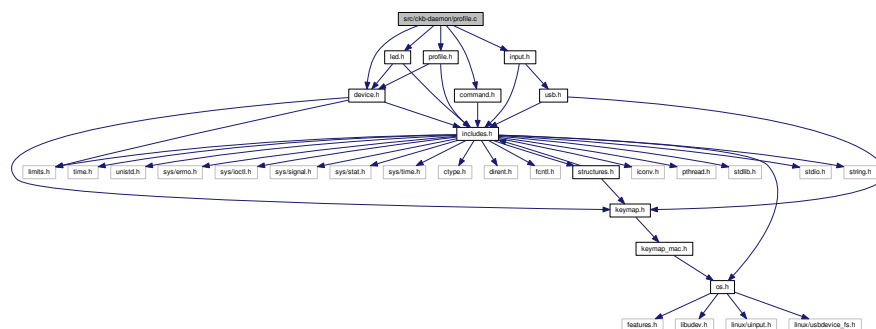 src/ckb-daemon/profile.c
led.h
profile.h
input.h
device.h
command.h
usb.h
includes.h
limits.h
time.h
unistd.h
sys/errno.h
sys/ioctl.h
sys/signal.h
sys/stat.h
sys/time.h
ctype.h
dirent.h
fcntl.h
structures.h
iconv.h
pthread.h
stdlib.h
stdio.h
string.h
keymap.h
keymap_mac.h
os.h
features.h
libudev.h
linux/uinput.h
linux/usbdevice_fs.h